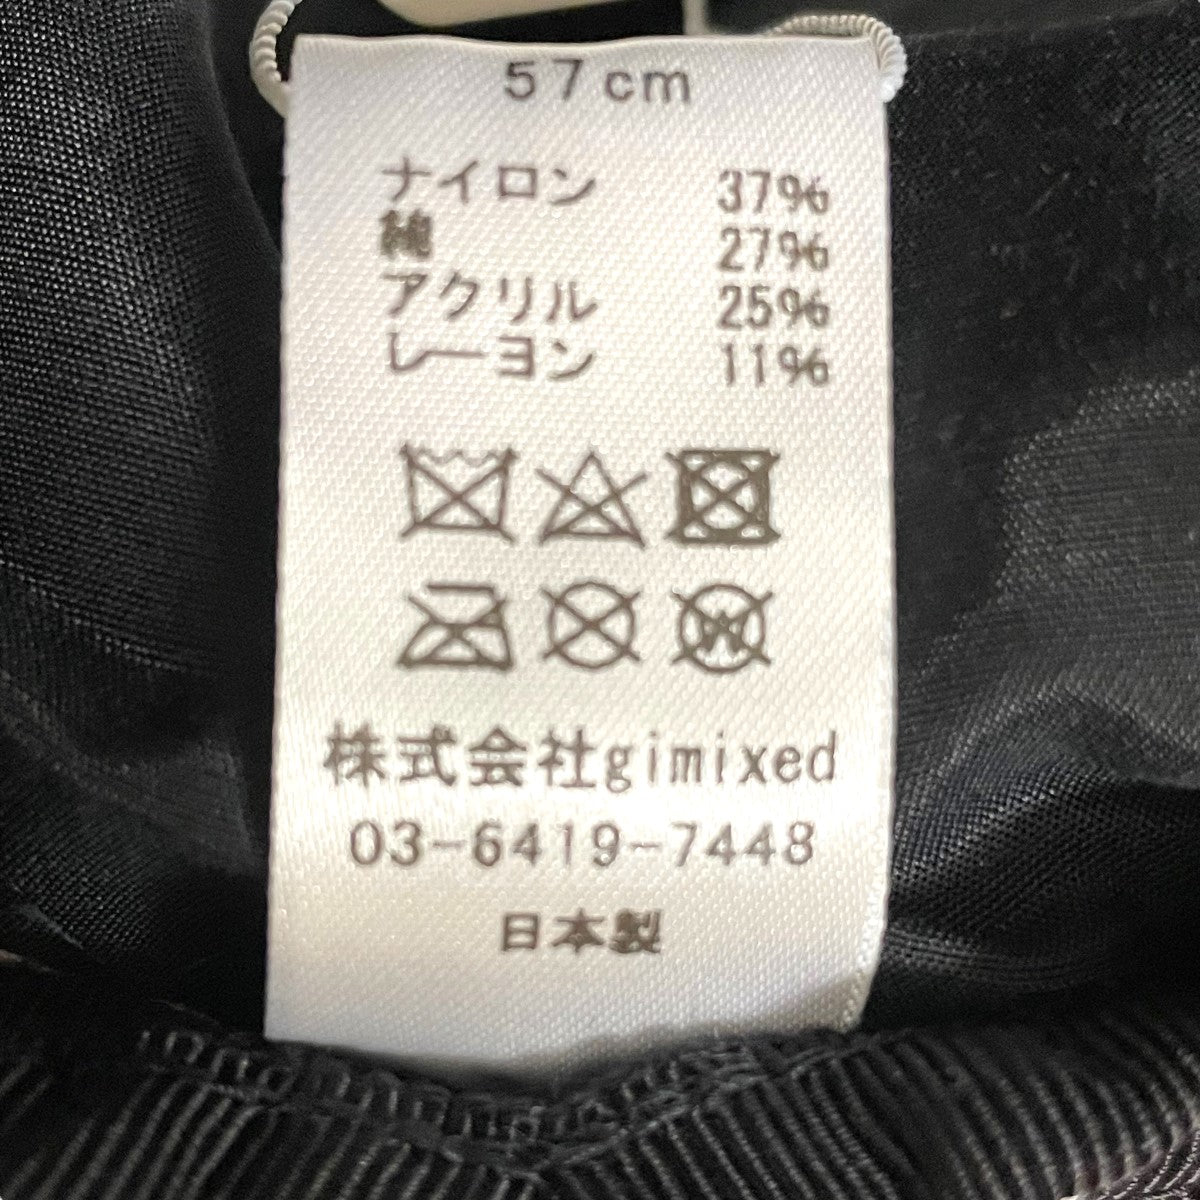 57cm
ナイロン 37%
綿 27%
アクリル 25%
レーヨン 11%
W
株式会社gimixed
03-6419-7448
日本製